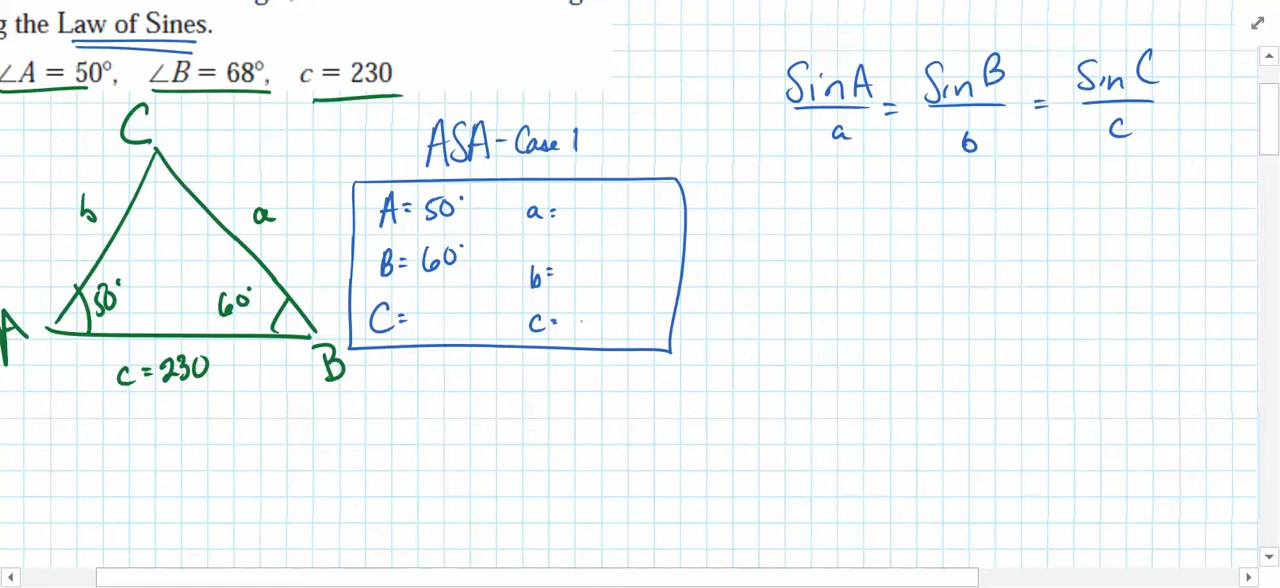 g the Law of Sines.
∠A = 50°, ∠B = 68°, c = 230
Sin A / a = Sin B / b = Sin C / c
ASA - Case 1
A = 50° a =
B = 60° b =
C = c =
C
b a
50° 60°
A B
c = 230